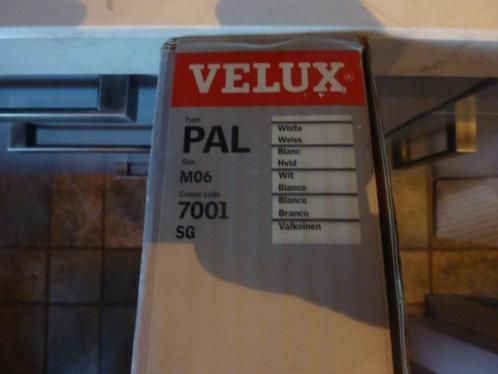 VELUX®
Type
PAL
Size
M06
Colour code
7001
SG
White
Weiss
Blanc
Hvid
Wit
Bianco
Blanco
Branco
Valkoinen